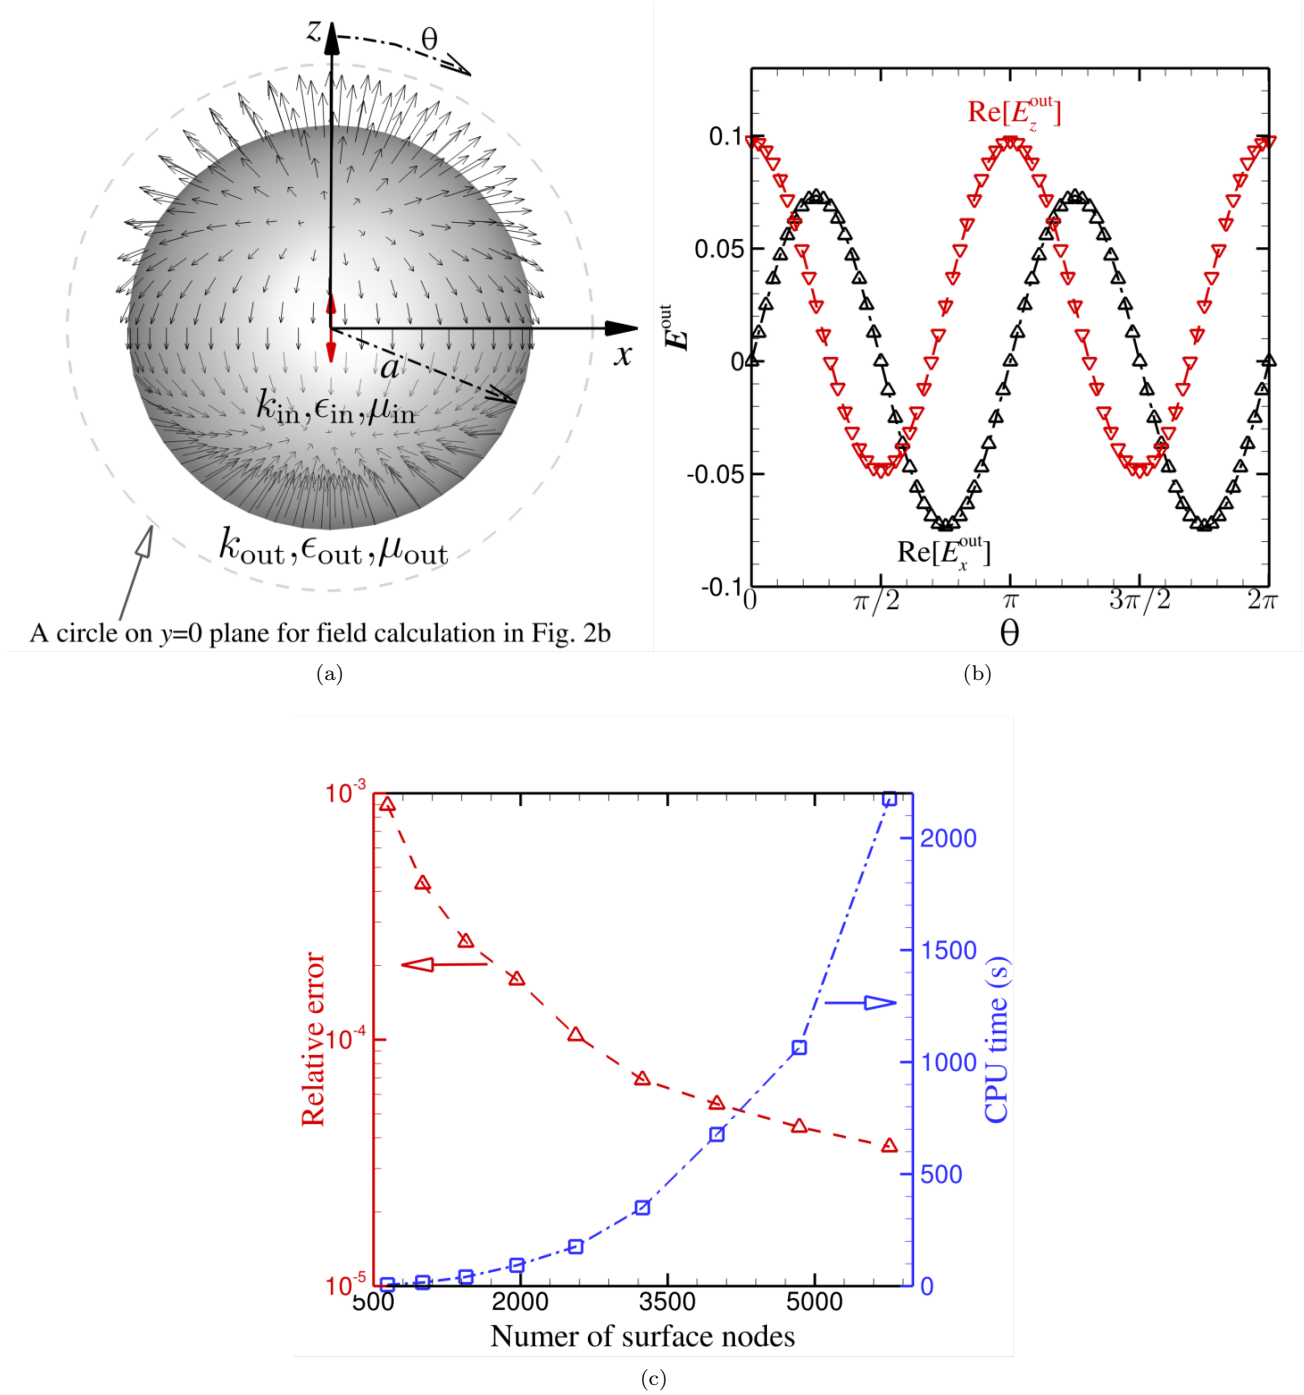 z
θ
x
a
k_in,ϵ_in,μ_in
k_out,ϵ_out,μ_out
A circle on y=0 plane for field calculation in Fig. 2b
(a)
Re[E_z^out]
0.1
0.05
0
-0.05
-0.1
E^out
Re[E_x^out]
0 π/2 π 3π/2 2π
θ
(b)
10^-3
10^-4
10^-5
Relative error
2000
1500
1000
500
0
CPU time (s)
500 2000 3500 5000
Numer of surface nodes
(c)